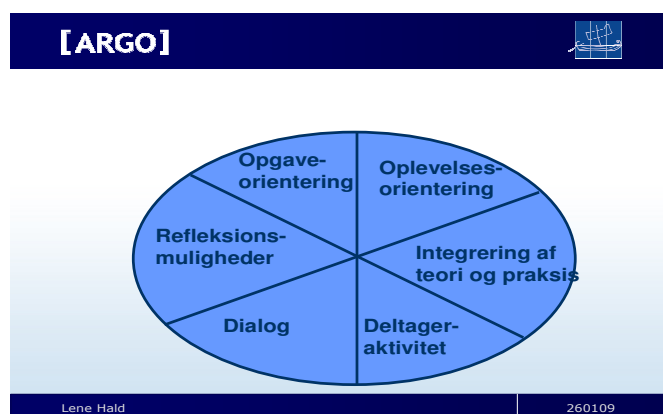 [ARGO]
Opgave-
orientering
Oplevelses-
orientering
Refleksions-
muligheder
Integrering af
teori og praksis
Dialog
Deltager-
aktivitet
Lene Hald
260109